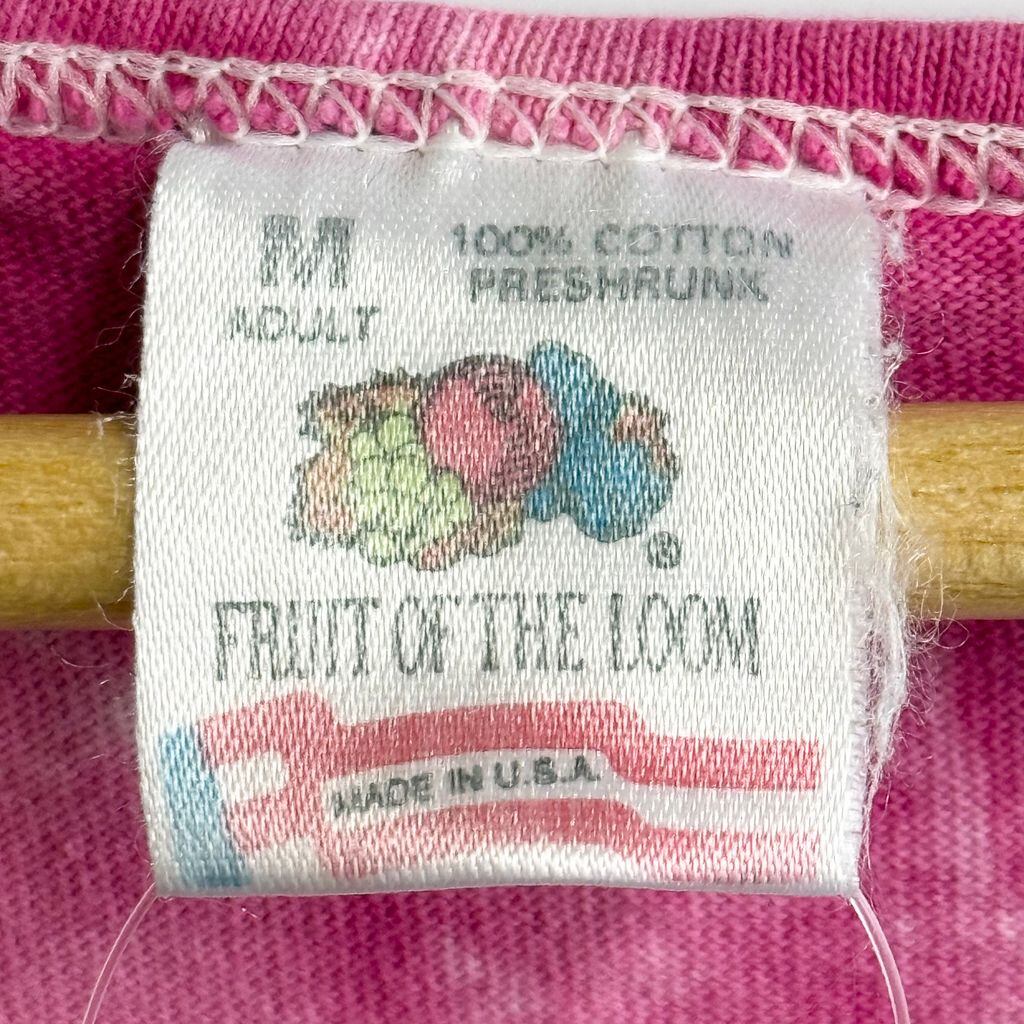 M
ADULT
100% COTTON
PRESHRUNK
®
FRUIT OF THE LOOM
MADE IN U.S.A.